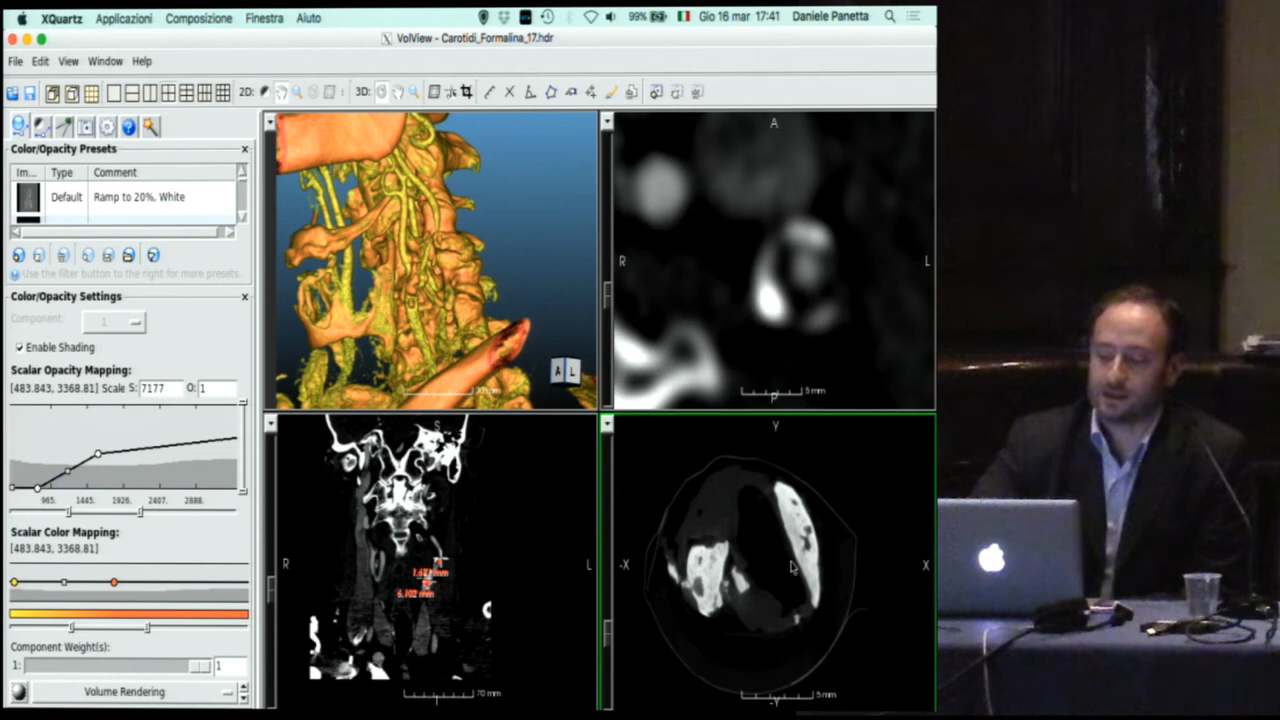 XQuartz Applicazioni Composizione Finestra Aiuto 99% Gio 16 mar 17:41 Daniele Panetta
VolView - Carotidi_Formalina_17.hdr
File Edit View Window Help
2D: 3D:
Color/Opacity Presets x
Im... Type Comment
Default Ramp to 20%, White
Use the filter button to the right for more presets.
Color/Opacity Settings x
Component: 1
Enable Shading
Scalar Opacity Mapping:
[483.843, 3368.81] Scale S: 7177 O: 1
965. 1445. 1926. 2407. 2888.
Scalar Color Mapping:
[483.843, 3368.81]
Component Weight(s):
1: 1
Volume Rendering
A L
A
R L
P 5 mm
S
R L
6.102 mm
I 70 mm
Y
-X X
-Y 5 mm